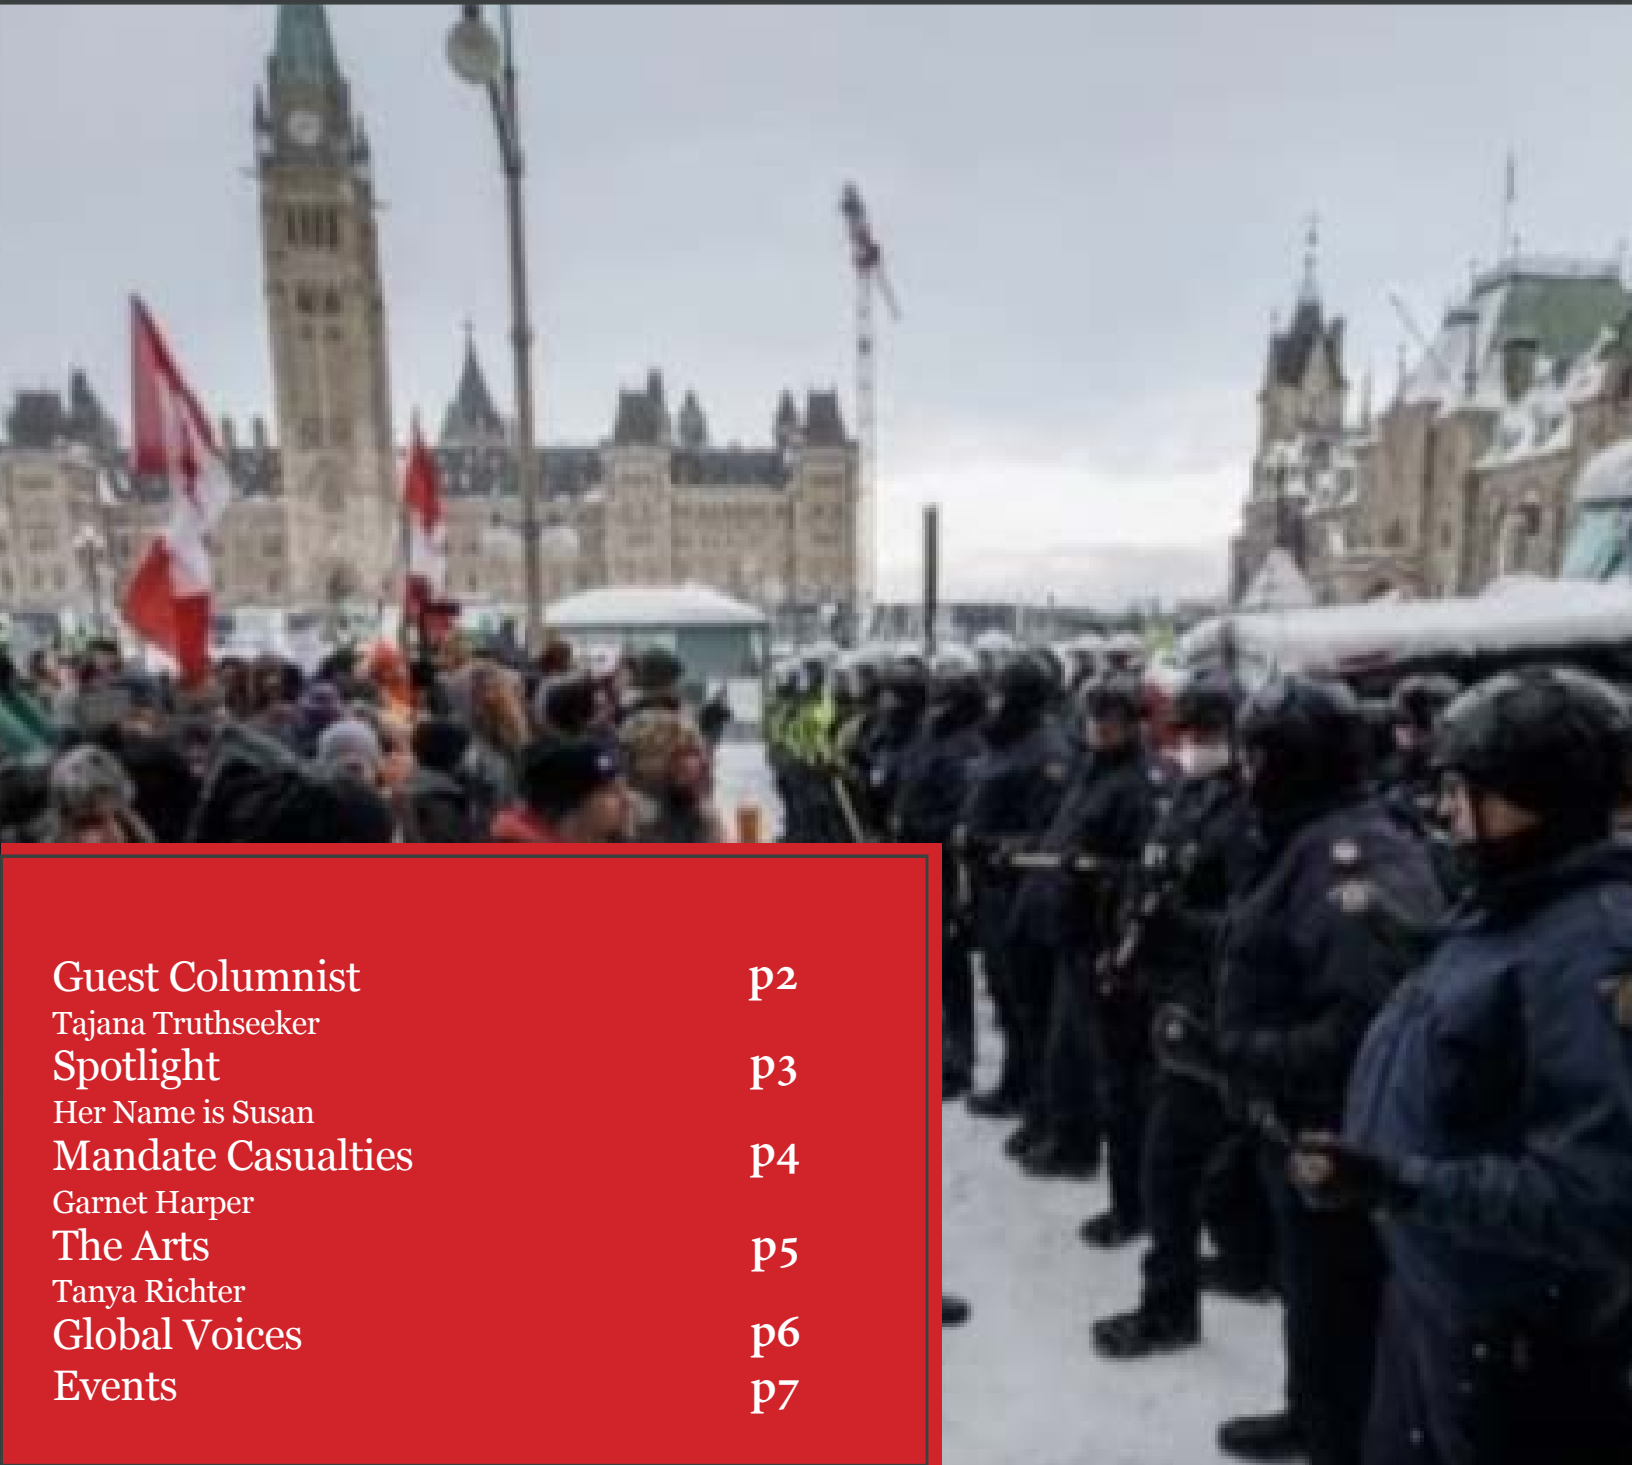 Guest Columnist p2
Tajana Truthseeker
Spotlight p3
Her Name is Susan
Mandate Casualties p4
Garnet Harper
The Arts p5
Tanya Richter
Global Voices p6
Events p7